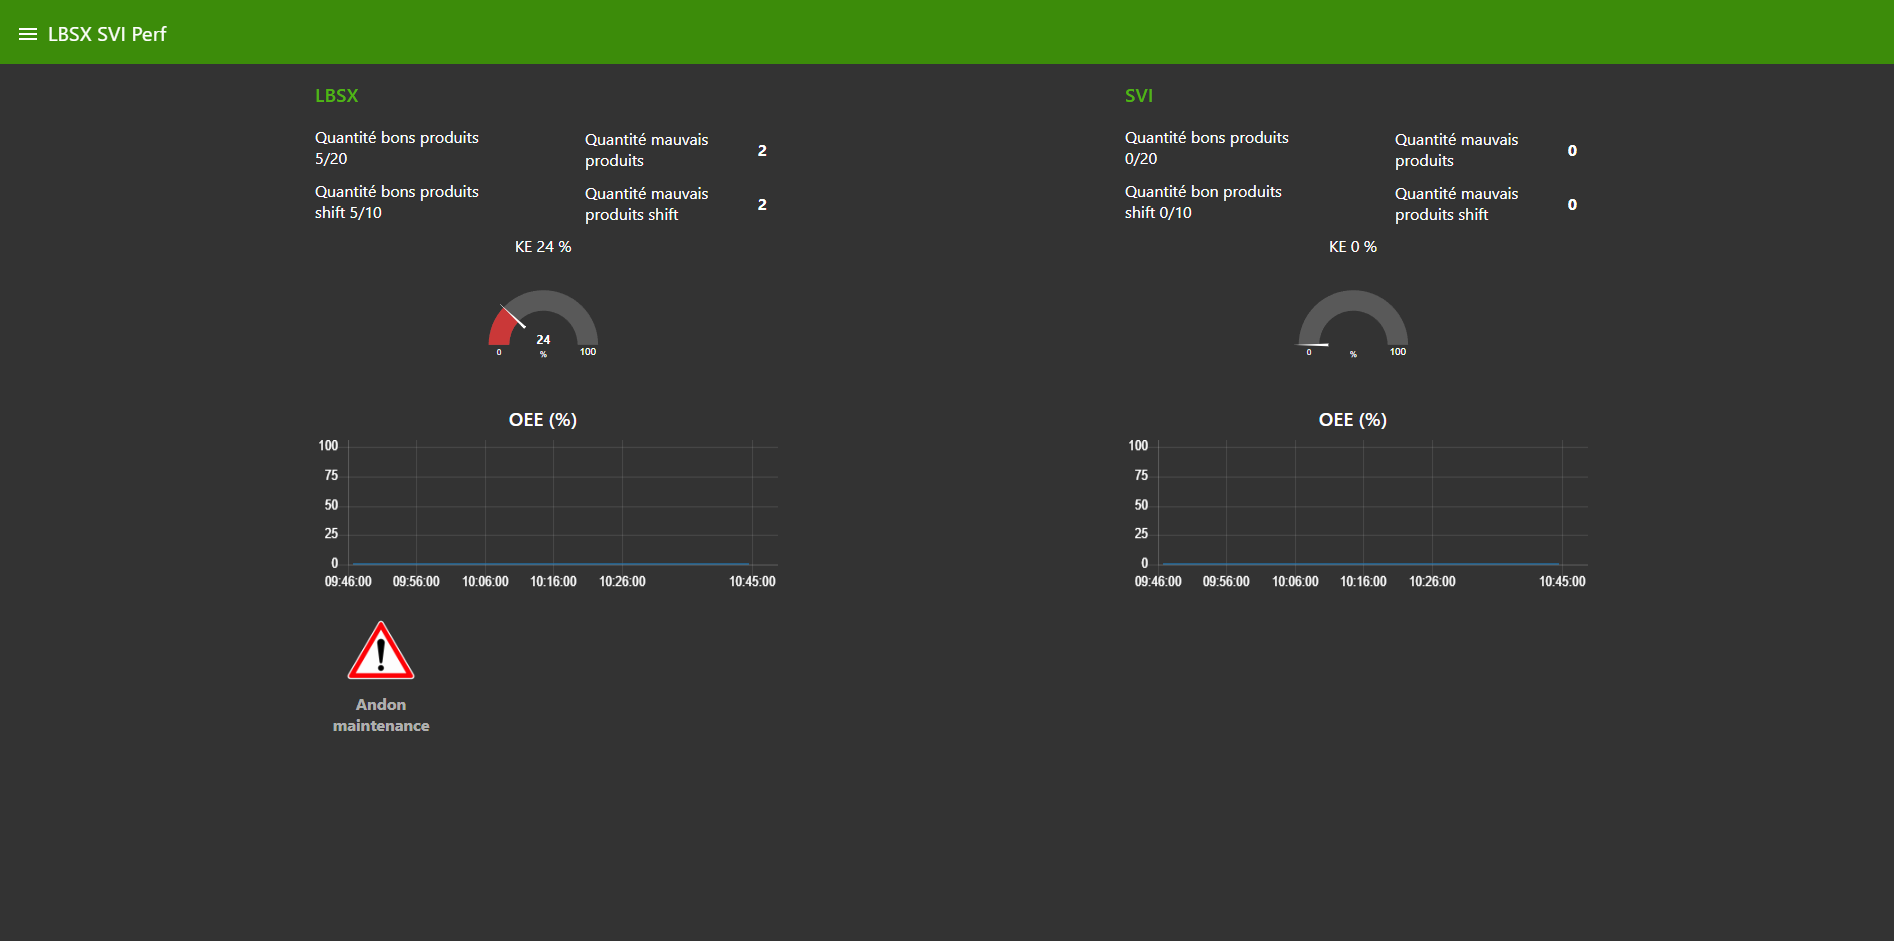 LBSX SVI Perf
LBSX
Quantité bons produits
5/20
Quantité mauvais
produits
2
Quantité bons produits
shift 5/10
Quantité mauvais
produits shift
2
KE 24 %
24
%
0
100
OEE (%)
100
75
50
25
0
09:46:00 09:56:00 10:06:00 10:16:00 10:26:00 10:45:00
Andon
maintenance
SVI
Quantité bons produits
0/20
Quantité mauvais
produits
0
Quantité bon produits
shift 0/10
Quantité mauvais
produits shift
0
KE 0 %
0
%
100
OEE (%)
100
75
50
25
0
09:46:00 09:56:00 10:06:00 10:16:00 10:26:00 10:45:00